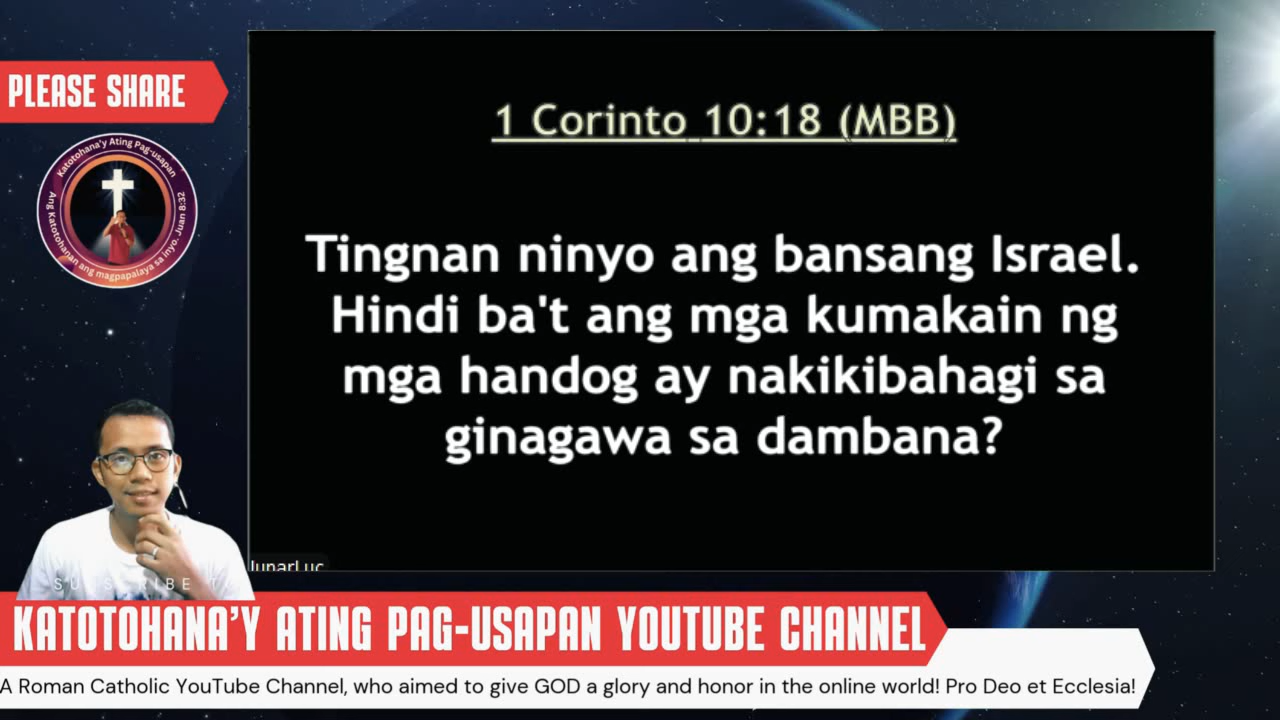 PLEASE SHARE
Katotohana'y Ating Pag-usapan
Ang Katotohanan ang magpapalaya sa inyo. Juan 8:32
1 Corinto 10:18 (MBB)
Tingnan ninyo ang bansang Israel.
Hindi ba't ang mga kumakain ng
mga handog ay nakikibahagi sa
ginagawa sa dambana?
JunarLuc
KATOTOHANA'Y ATING PAG-USAPAN YOUTUBE CHANNEL
A Roman Catholic YouTube Channel, who aimed to give GOD a glory and honor in the online world! Pro Deo et Ecclesia!